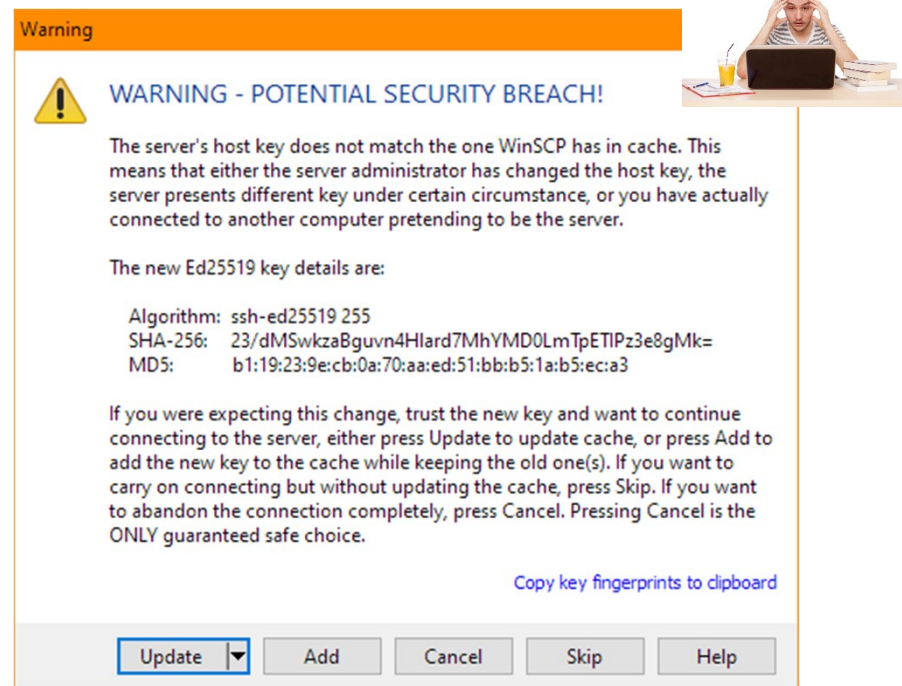 Warning
WARNING - POTENTIAL SECURITY BREACH!
The server's host key does not match the one WinSCP has in cache. This
means that either the server administrator has changed the host key, the
server presents different key under certain circumstance, or you have actually
connected to another computer pretending to be the server.
The new Ed25519 key details are:
Algorithm: ssh-ed25519 255
SHA-256: 23/dMSwkzaBguvn4HIard7MhYMD0LmTpETIPz3e8gMk=
MD5: b1:19:23:9e:cb:0a:70:aa:ed:51:bb:b5:1a:b5:ec:a3
If you were expecting this change, trust the new key and want to continue
connecting to the server, either press Update to update cache, or press Add to
add the new key to the cache while keeping the old one(s). If you want to
carry on connecting but without updating the cache, press Skip. If you want
to abandon the connection completely, press Cancel. Pressing Cancel is the
ONLY guaranteed safe choice.
Copy key fingerprints to clipboard
Update Add Cancel Skip Help